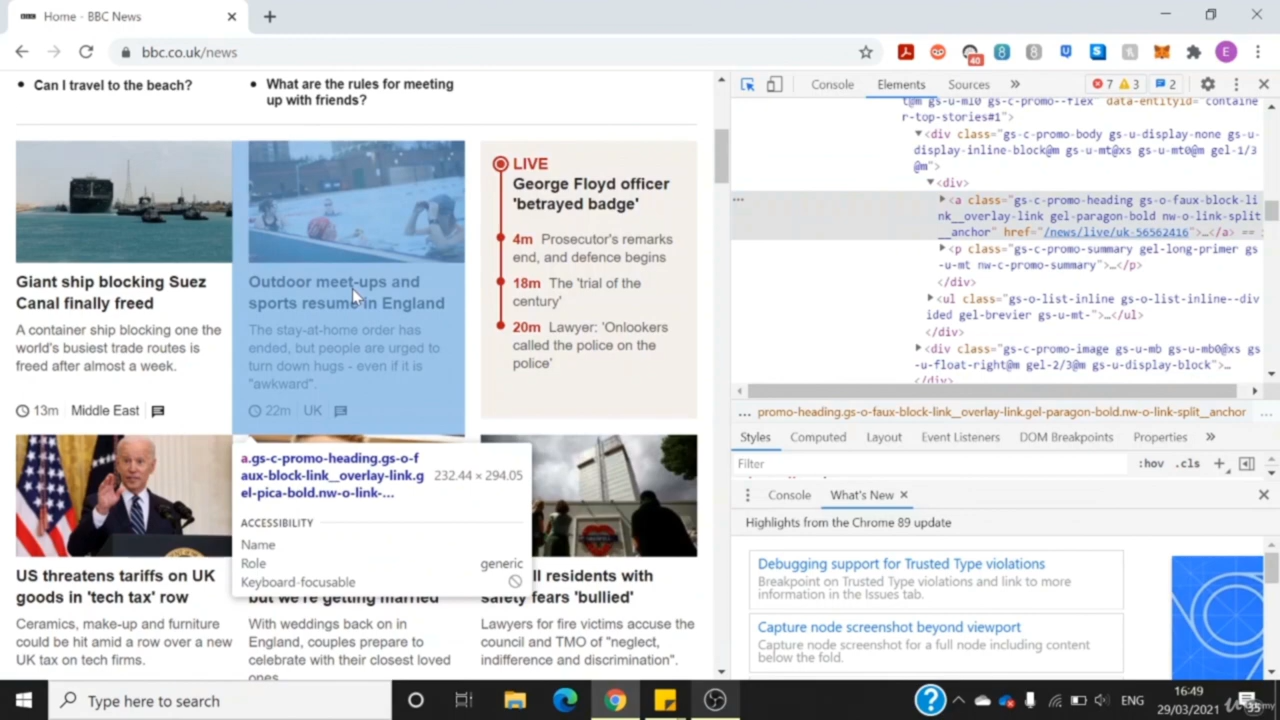 Home - BBC News
bbc.co.uk/news
40
E
Can I travel to the beach?
What are the rules for meeting
up with friends?
Giant ship blocking Suez
Canal finally freed
A container ship blocking one the
world's busiest trade routes is
freed after almost a week.
13m
Middle East
Outdoor meet-ups and
sports resume in England
The stay-at-home order has
ended, but people are urged to
turn down hugs - even if it is
"awkward".
22m
UK
LIVE
George Floyd officer
'betrayed badge'
4m Prosecutor's remarks
end, and defence begins
18m The 'trial of the
century'
20m Lawyer: 'Onlookers
called the police on the
police'
a.gs-c-promo-heading.gs-o-f
aux-block-link__overlay-link.g
el-pica-bold.nw-o-link-...
232.44 × 294.05
ACCESSIBILITY
Name
Role
generic
Keyboard-focusable
US threatens tariffs on UK
goods in 'tech tax' row
Ceramics, make-up and furniture
could be hit amid a row over a new
UK tax on tech firms.
but we're getting married
With weddings back on in
England, couples prepare to
celebrate with their closest loved
ones
ll residents with
safety fears 'bullied'
Lawyers for fire victims accuse the
council and TMO of "neglect,
indifference and discrimination".
Console
Elements
Sources
7
3
2
t@m gs-u-ml0 gs-c-promo--flex" data-entityid="containe
r-top-stories#1">
<div class="gs-c-promo-body gs-u-display-none gs-u-
display-inline-block@m gs-u-mt@xs gs-u-mt0@m gel-1/3
@m">
<div>
<a class="gs-c-promo-heading gs-o-faux-block-li
nk__overlay-link gel-paragon-bold nw-o-link-split
__anchor" href="/news/live/uk-56562416">…</a> ==
<p class="gs-c-promo-summary gel-long-primer gs
-u-mt nw-c-promo-summary">…</p>
</div>
<ul class="gs-o-list-inline gs-o-list-inline--div
ided gel-brevier gs-u-mt-">…</ul>
</div>
<div class="gs-c-promo-image gs-u-mb gs-u-mb0@xs gs
-u-float-right@m gel-2/3@m gs-u-display-block">…
</div>
... promo-heading.gs-o-faux-block-link__overlay-link.gel-paragon-bold.nw-o-link-split__anchor ...
Styles
Computed
Layout
Event Listeners
DOM Breakpoints
Properties
Filter
:hov .cls
Console
What's New
Highlights from the Chrome 89 update
Debugging support for Trusted Type violations
Breakpoint on Trusted Type violations and link to more
information in the Issues tab.
Capture node screenshot beyond viewport
Capture node screenshot for a full node including content
below the fold.
Type here to search
ENG
16:49
29/03/2021